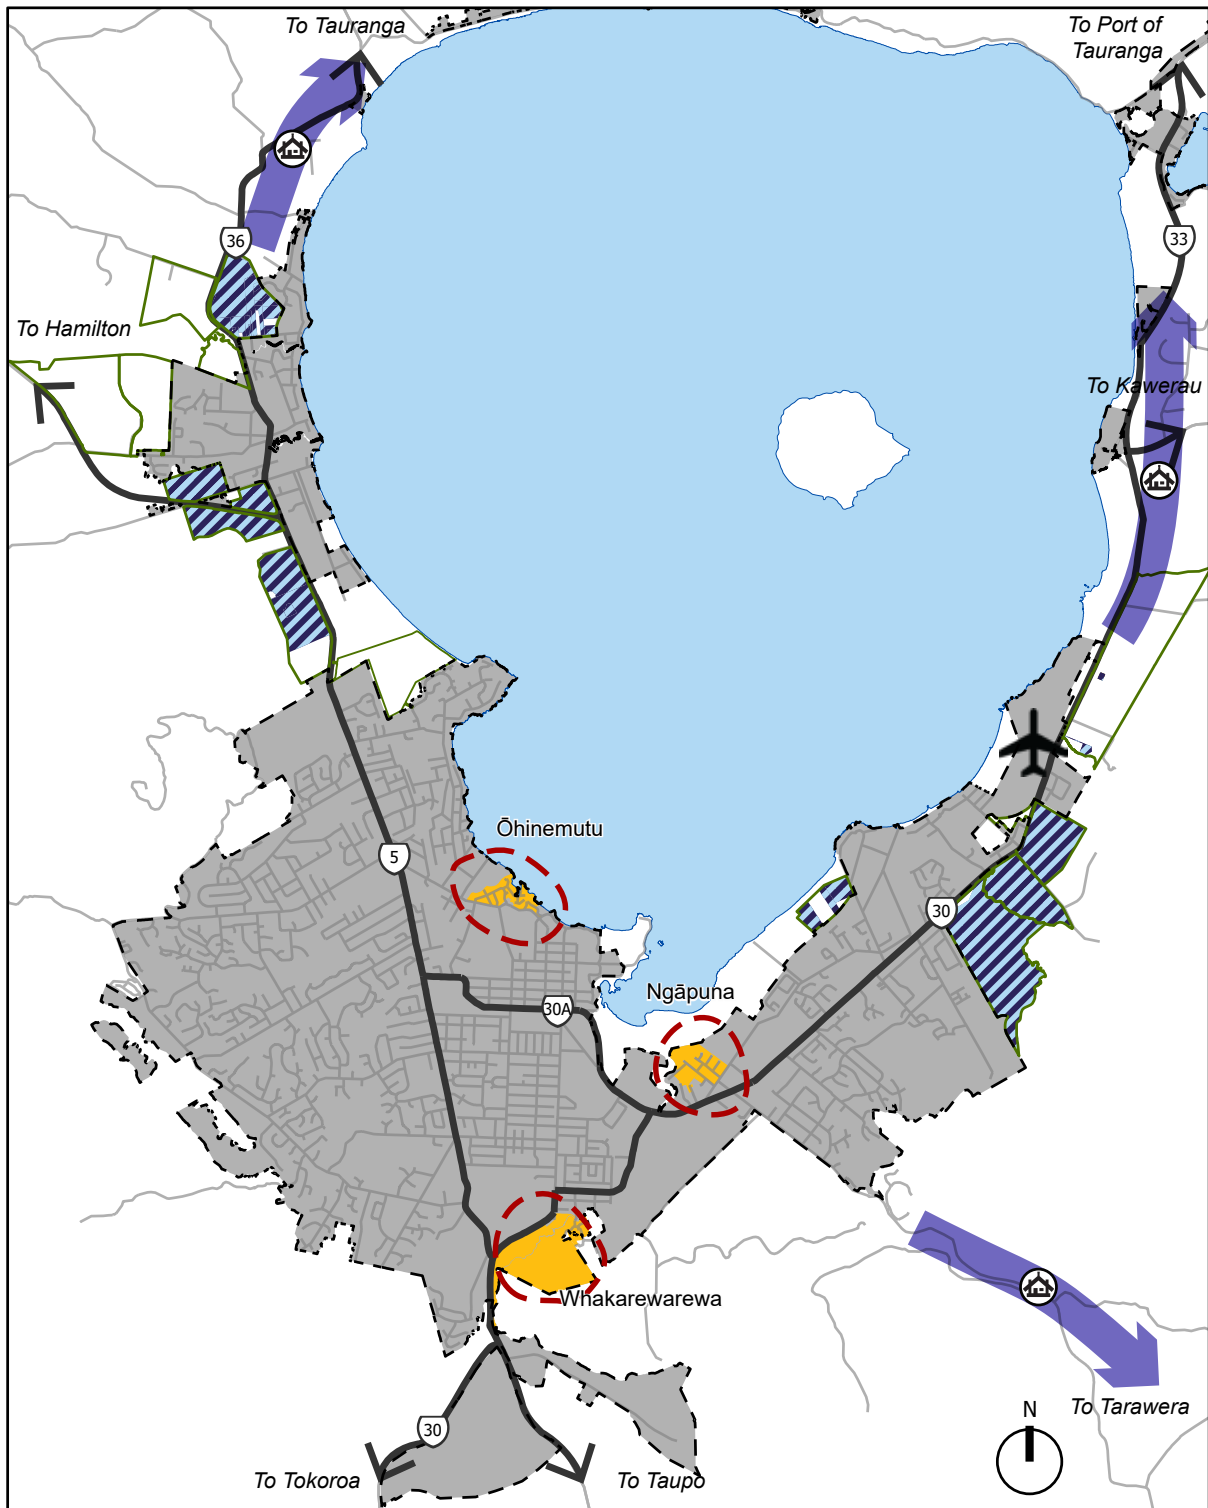 To Tauranga
To Port of
Tauranga
36
33
To Hamilton
To Kawerau
Ōhinemutu
5
30
Ngāpuna
30A
Whakarewarewa
To Tarawera
N
30
To Tokoroa
To Taupo